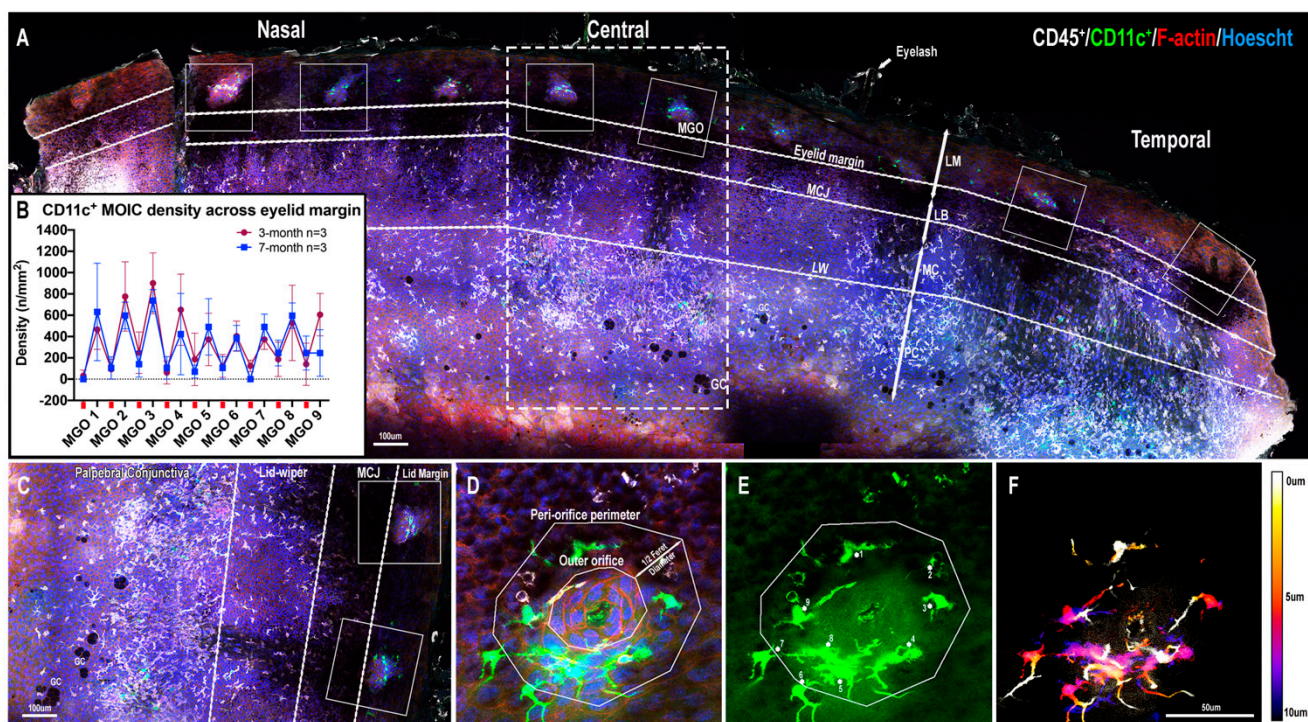 A
Nasal
Central
CD45⁺/CD11c⁺/F-actin/Hoescht
Eyelash
Temporal
MGO
Eyelid margin
LM
MCJ
LB
LW
MC
GC
GC
PC
GC
100um
B
CD11c⁺ MOIC density across eyelid margin
3-month n=3
7-month n=3
Density (n/mm²)
1400
1200
1000
800
600
400
200
0
-200
MGO 1
MGO 2
MGO 3
MGO 4
MGO 5
MGO 6
MGO 7
MGO 8
MGO 9
C
Palpebral Conjunctiva
Lid-wiper
MCJ
Lid Margin
GC
GC
100um
D
Peri-orifice perimeter
Outer orifice
1/2 Feret
Diameter
E
1
2
3
9
4
8
7
6
5
F
50um
0um
5um
10um